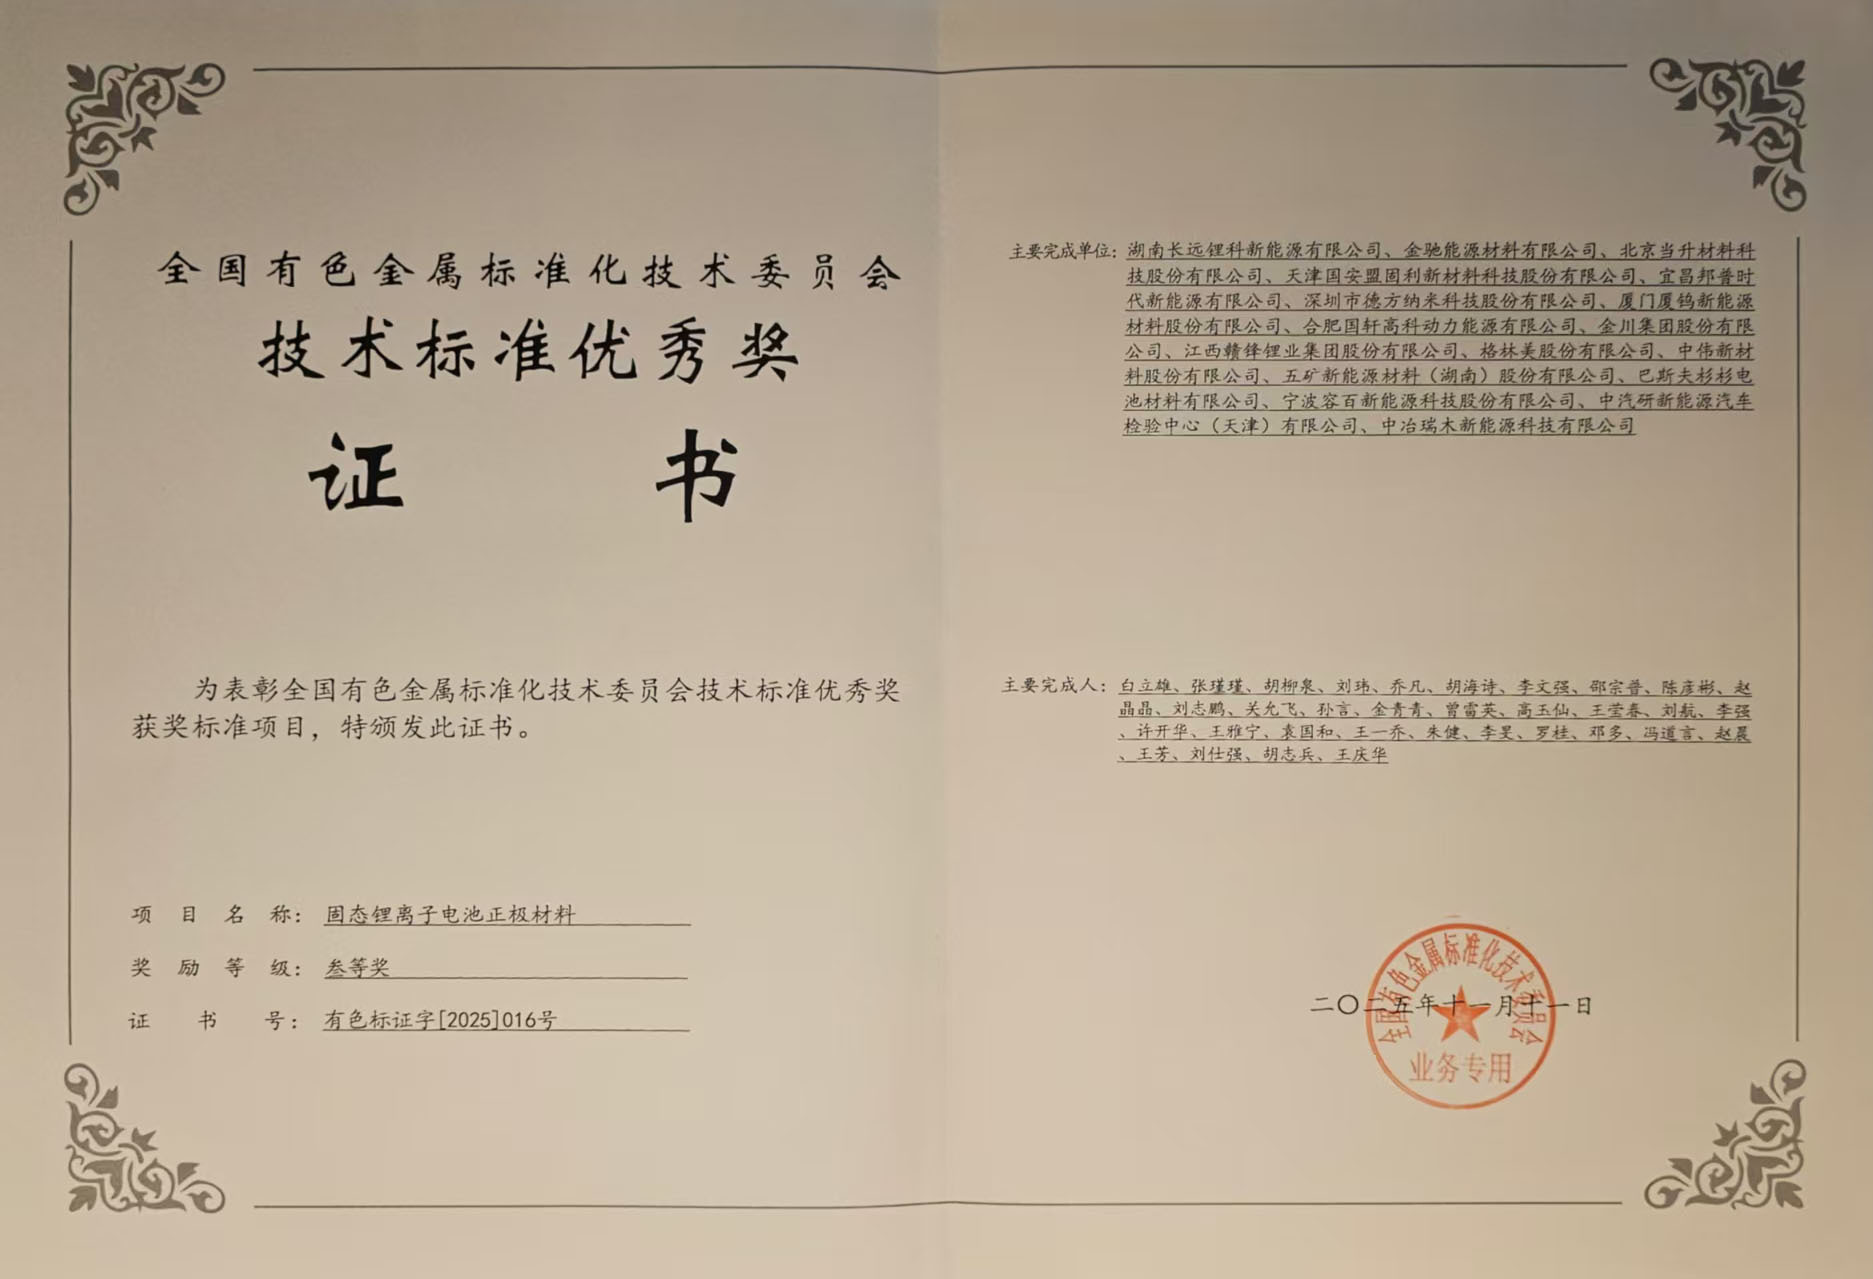 全国有色金属标准化技术委员会
技术标准优秀奖
证 书
为表彰全国有色金属标准化技术委员会技术标准优秀奖
获奖标准项目，特颁发此证书。
项目名称：固态锂离子电池正极材料
奖励等级：叁等奖
证书号：有色标证字[2025]016号
主要完成单位：湖南长远锂科新能源有限公司、金驰能源材料有限公司、北京当升材料科
技股份有限公司、天津国安盟固利新材料科技股份有限公司、宜昌邦普时
代新能源有限公司、深圳市德方纳米科技股份有限公司、厦门厦钨新能源
材料股份有限公司、合肥国轩高科动力能源有限公司、金川集团股份有限
公司、江西赣锋锂业集团股份有限公司、格林美股份有限公司、中伟新材
料股份有限公司、五矿新能源材料（湖南）股份有限公司、巴斯夫杉杉电
池材料有限公司、宁波容百新能源科技股份有限公司、中汽研新能源汽车
检验中心（天津）有限公司、中冶瑞木新能源科技有限公司
主要完成人：白立雄、张瑾瑾、胡柳泉、刘玮、乔凡、胡海诗、李文强、邵宗普、陈彦彬、赵
晶晶、刘志鹏、关允飞、孙言、金青青、曾雷英、高玉仙、王莹春、刘航、李强
、许开华、王雅宁、袁国和、王一乔、朱健、李旻、罗桂、邓多、冯道言、赵晨
、王芳、刘仕强、胡志兵、王庆华
二〇二五年十一月十一日
全国有色金属标准化技术委员会
业务专用